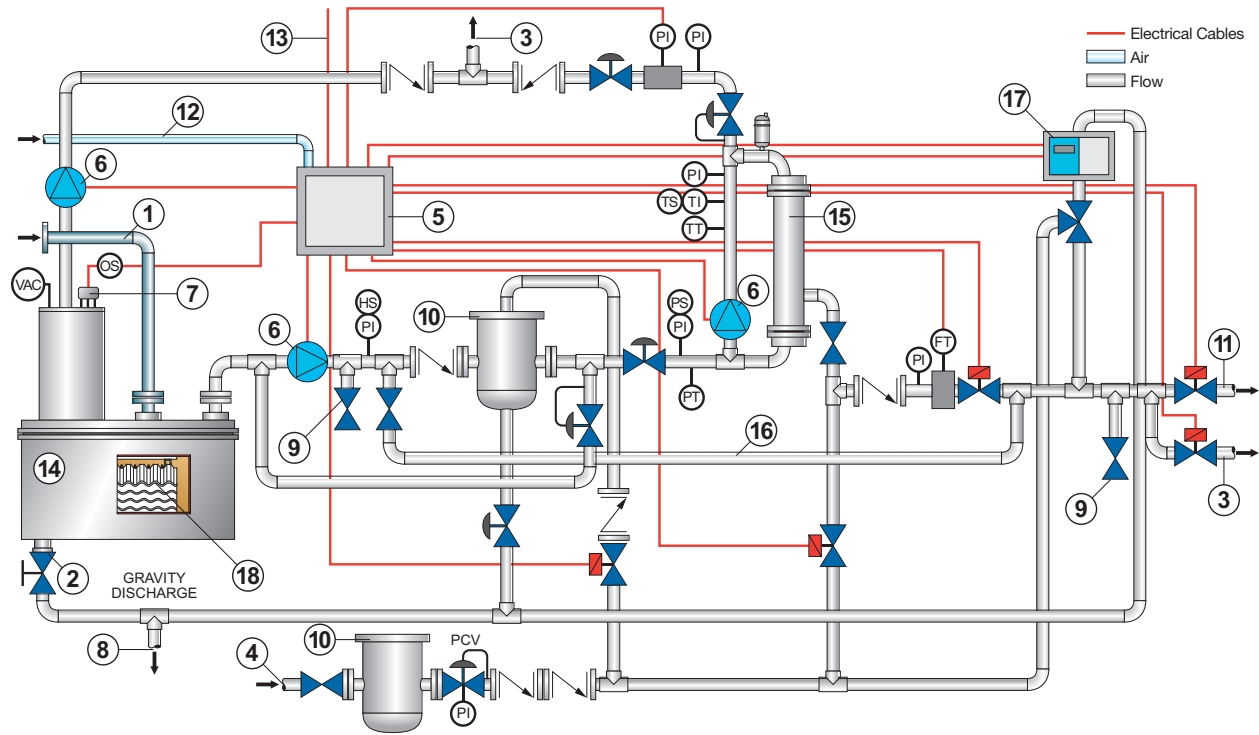 13
3
PI
PI
Electrical Cables
Air
Flow
12
17
6
PI
5
TS
TI
15
1
TT
OS
VAC
7
10
6
HS
PS
6
PI
PI
PI
FT
11
PT
9
16
14
9
3
18
2
GRAVITY
DISCHARGE
10
PCV
8
4
PI